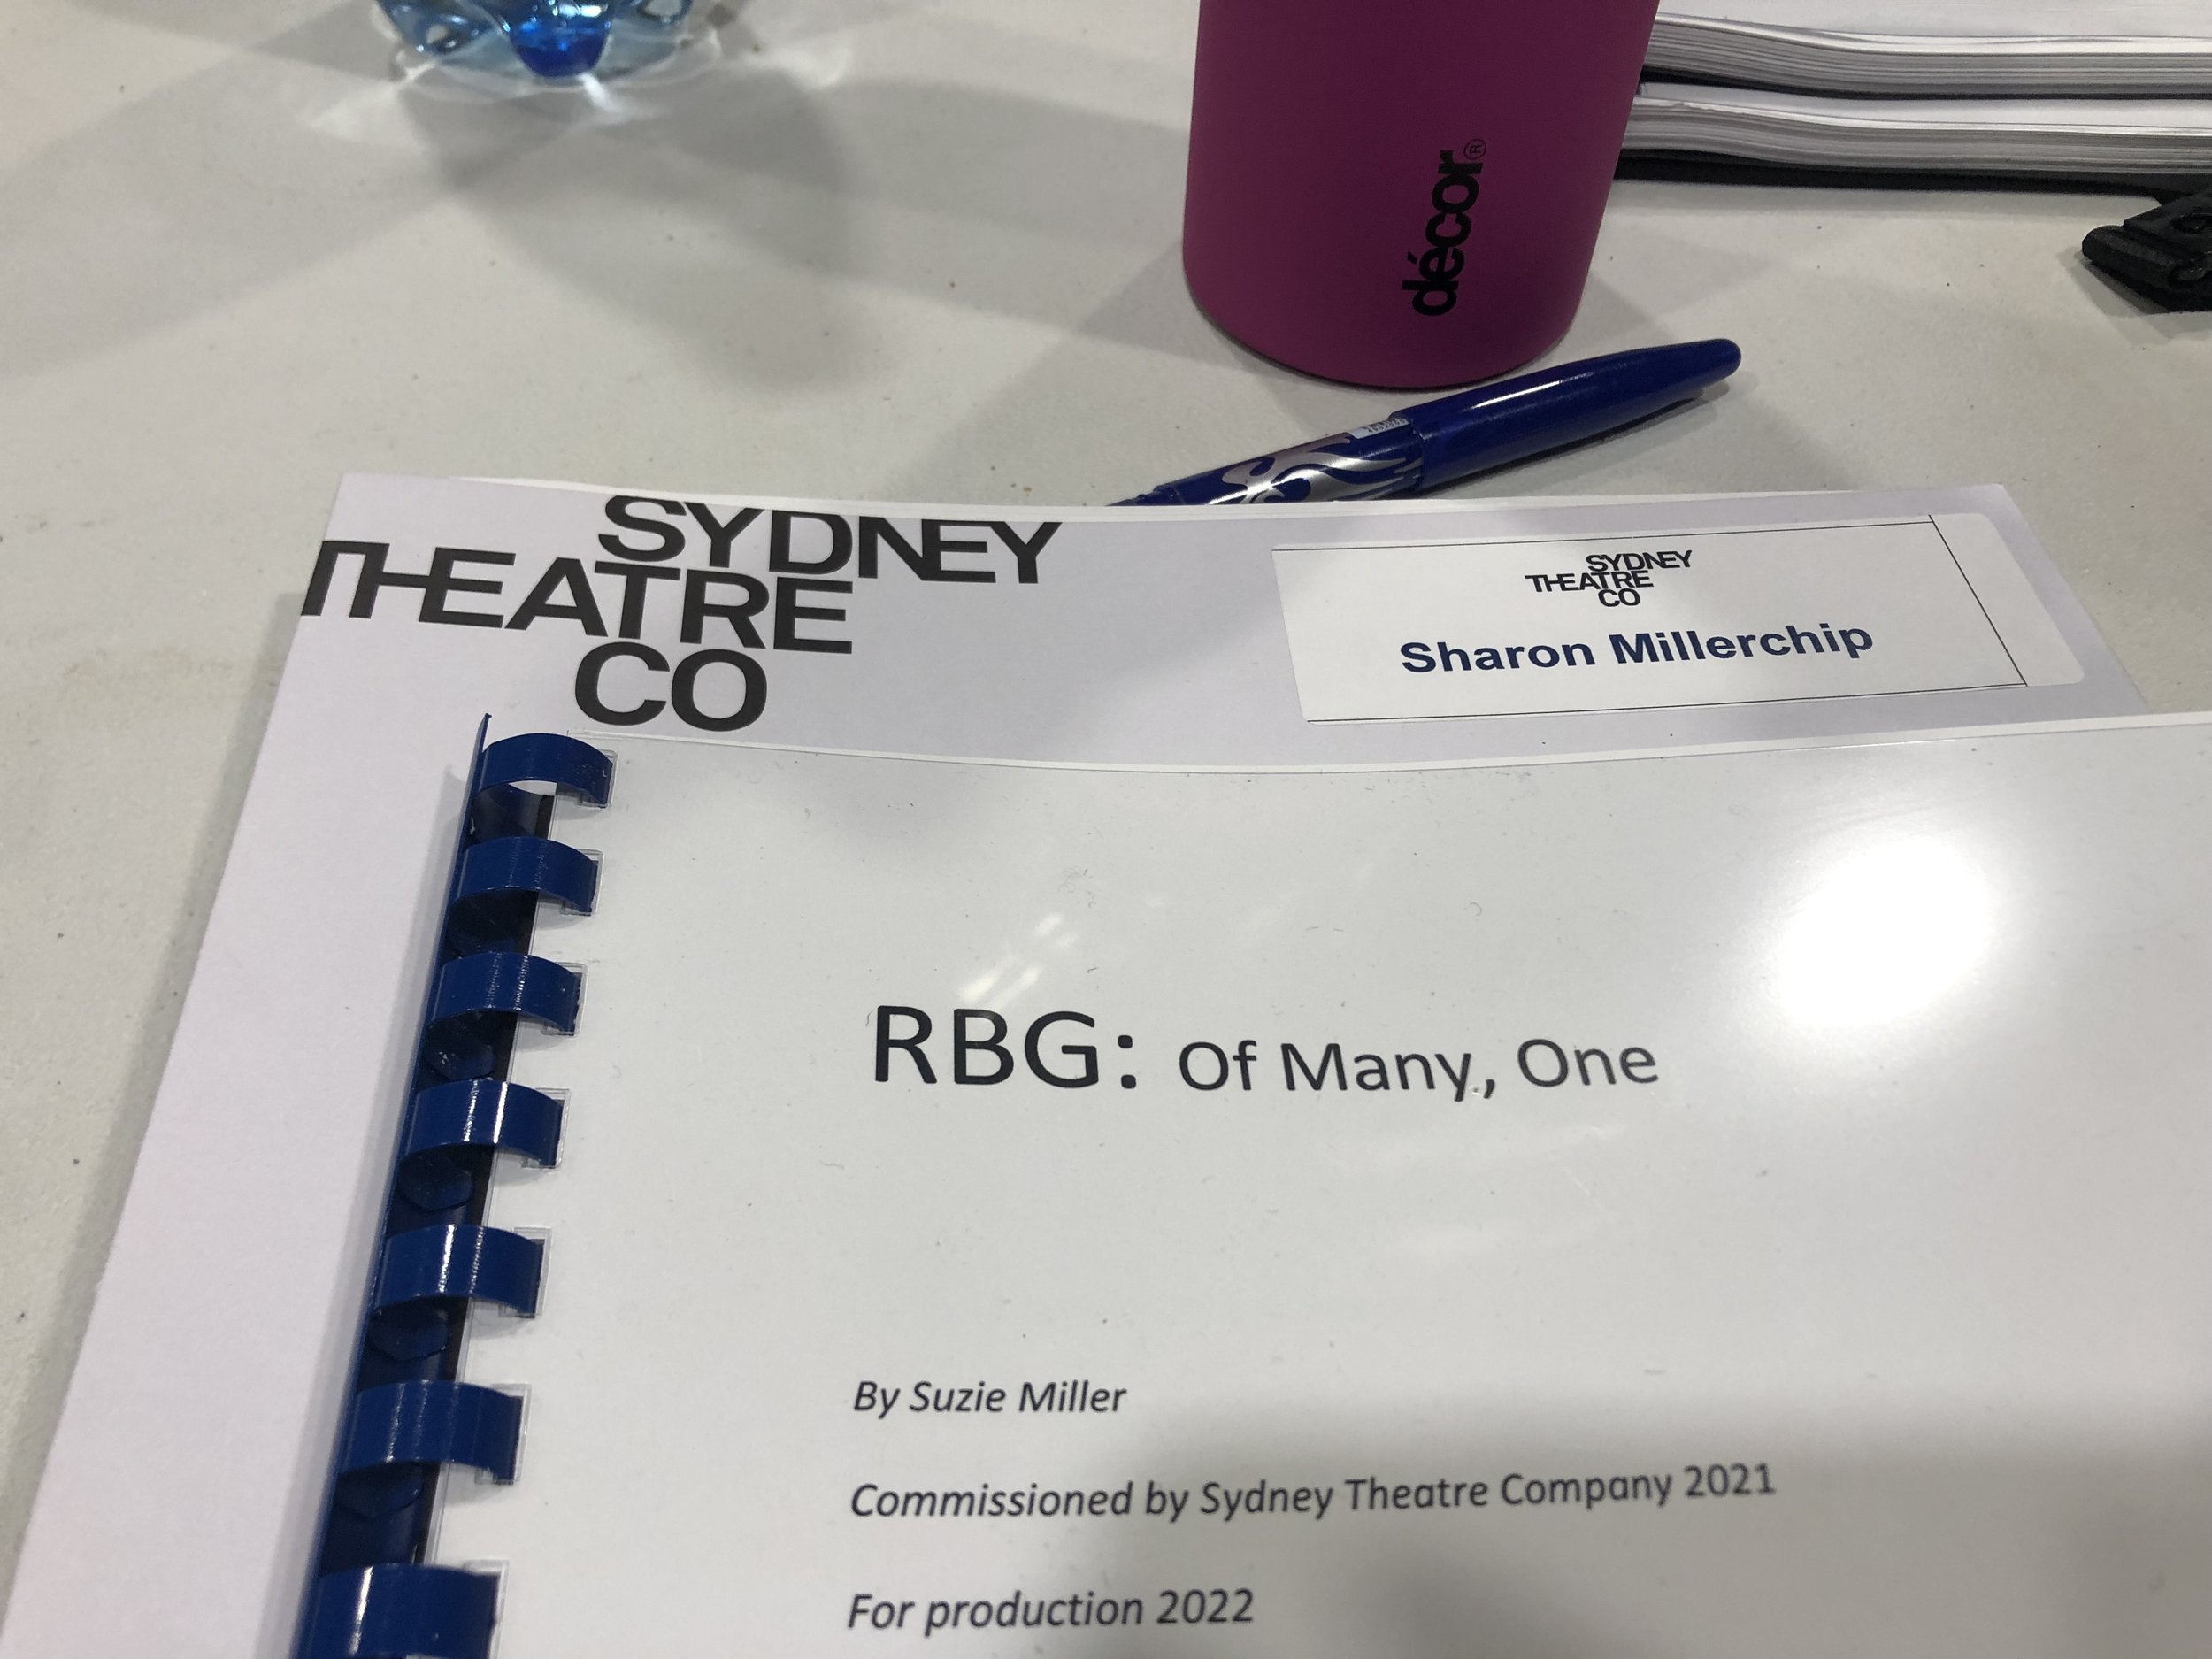 décor®
SYDNEY
THEATRE
CO
SYDNEY
THEATRE
CO
Sharon Millerchip
RBG: Of Many, One
By Suzie Miller
Commissioned by Sydney Theatre Company 2021
For production 2022